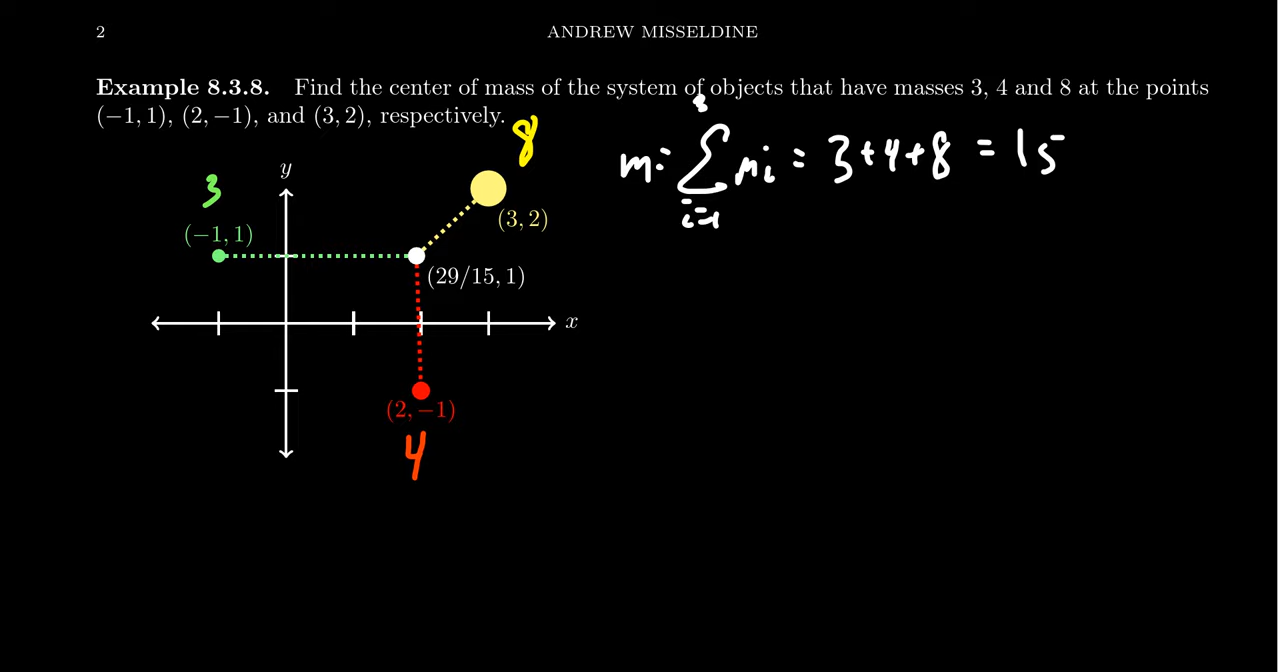 2
ANDREW MISSELDINE
Example 8.3.8. Find the center of mass of the system of objects that have masses 3, 4 and 8 at the points
(−1, 1), (2, −1), and (3, 2), respectively.
8
m = 3 ∑ i=1 mᵢ = 3 + 4 + 8 = 15
y
3
(3, 2)
(−1, 1)
(29/15, 1)
x
(2, −1)
4